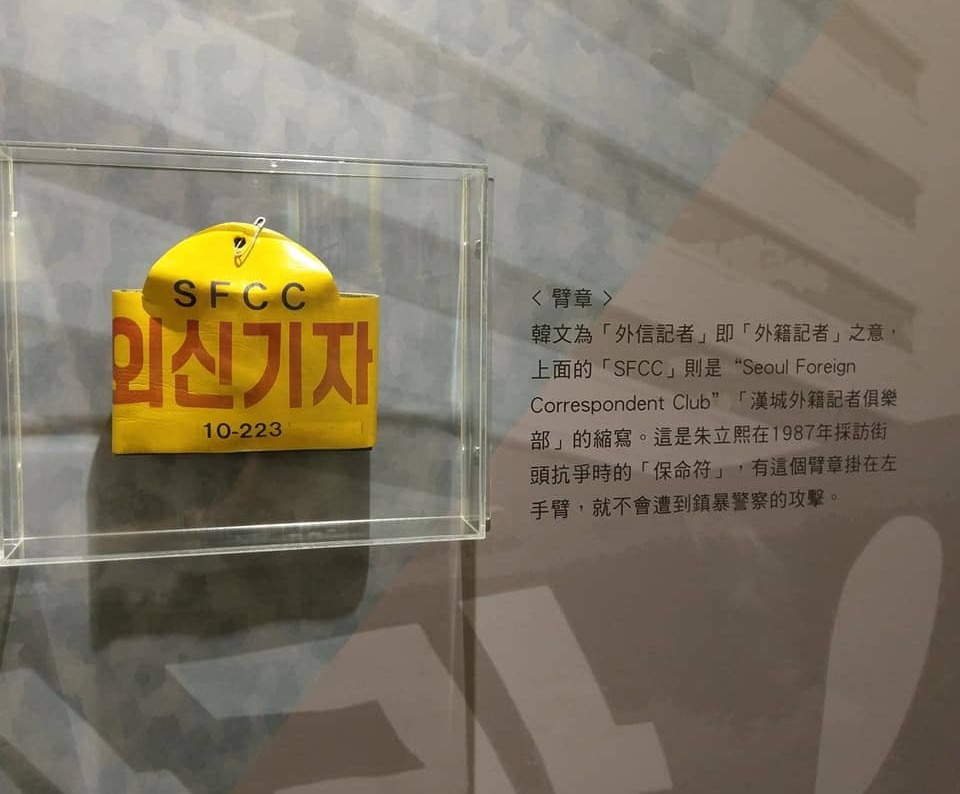 SFCC
외신기자
10-223
〈臂章〉
韓文為「外信記者」即「外籍記者」之意，
上面的「SFCC」則是“Seoul Foreign
Correspondent Club”「漢城外籍記者俱樂
部」的縮寫。這是朱立熙在1987年採訪街
頭抗爭時的「保命符」，有這個臂章掛在左
手臂，就不會遭到鎮暴警察的攻擊。